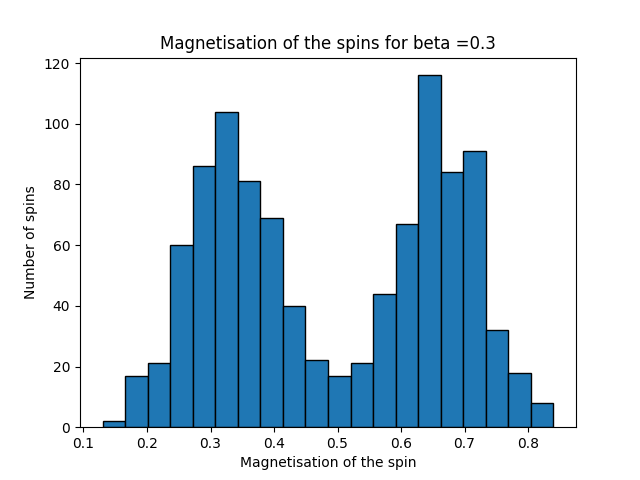 Magnetisation of the spins for beta =0.3
120
100
80
60
40
20
0
Number of spins
0.1 0.2 0.3 0.4 0.5 0.6 0.7 0.8
Magnetisation of the spin